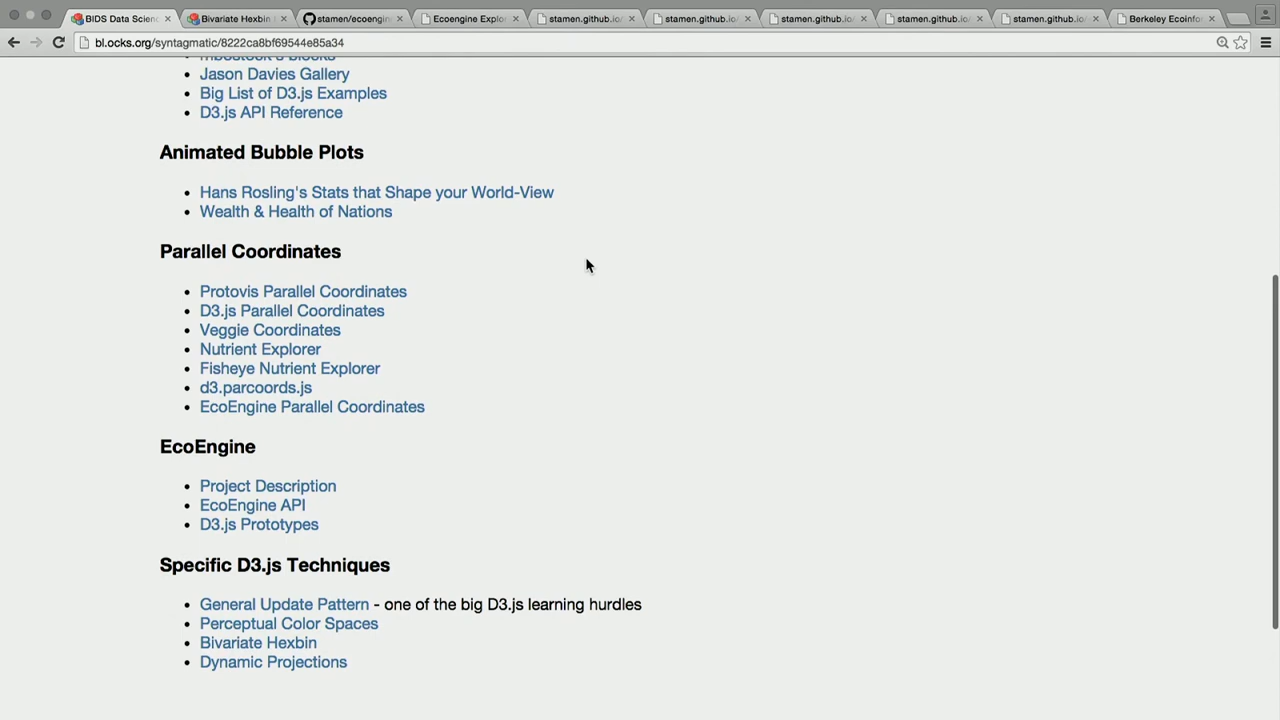 BIDS Data Scienc
Bivariate Hexbin
stamen/ecoengin
Ecoengine Explo
stamen.github.io/
stamen.github.io/
stamen.github.io/
stamen.github.io/
stamen.github.io/
Berkeley Ecoinfo
bl.ocks.org/syntagmatic/8222ca8bf69544e85a34
mbostock's blocks
Jason Davies Gallery
Big List of D3.js Examples
D3.js API Reference
Animated Bubble Plots
Hans Rosling's Stats that Shape your World-View
Wealth & Health of Nations
Parallel Coordinates
Protovis Parallel Coordinates
D3.js Parallel Coordinates
Veggie Coordinates
Nutrient Explorer
Fisheye Nutrient Explorer
d3.parcoords.js
EcoEngine Parallel Coordinates
EcoEngine
Project Description
EcoEngine API
D3.js Prototypes
Specific D3.js Techniques
General Update Pattern - one of the big D3.js learning hurdles
Perceptual Color Spaces
Bivariate Hexbin
Dynamic Projections